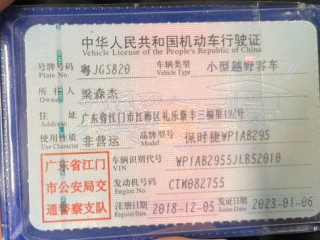 中华人民共和国机动车行驶证
Vehicle License of the People's Republic of China
号牌号码 粤JGS820 车辆类型 小型越野客车
Plate No. Vehicle Type
所有人 梁森杰
Owner
住址 广东省江门市江海区礼乐新丰三福里192号
使用性质 非营运 品牌型号 保时捷WP1AB295
Use Character Model
广东省江门市公安局交通警察支队
车辆识别代号 WP1AB2955JLB52010
VIN
发动机号码 CTM082755
Engine No.
注册日期 2018-12-05 发证日期 2023-01-06
Register Date Issue Date